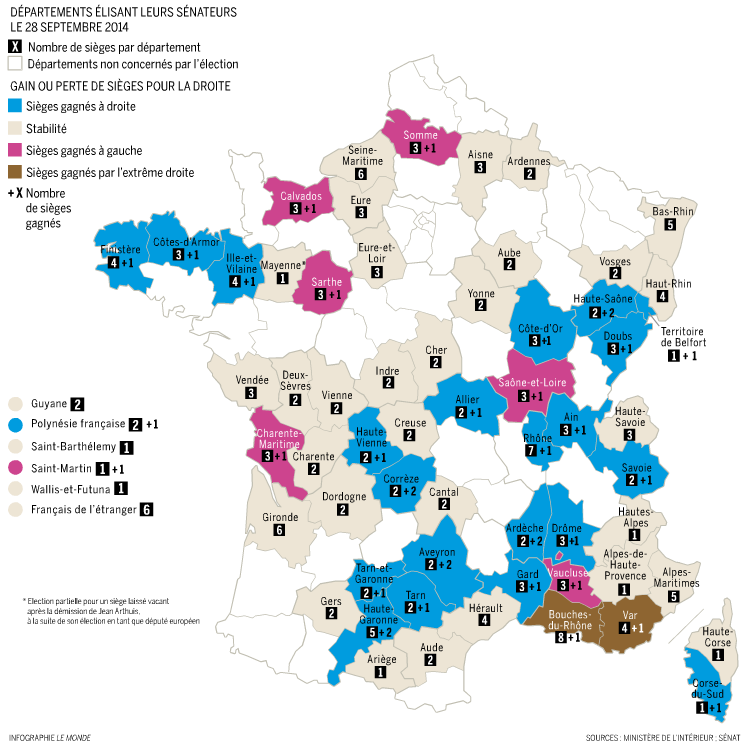 DÉPARTEMENTS ÉLISANT LEURS SÉNATEURS
LE 28 SEPTEMBRE 2014
X Nombre de sièges par département
Départements non concernés par l'élection
GAIN OU PERTE DE SIÈGES POUR LA DROITE
Sièges gagnés à droite
Stabilité
Sièges gagnés à gauche
Sièges gagnés par l'extrême droite
+ X Nombre
de sièges
gagnés
Somme
3 +1
Aisne
3
Ardennes
2
Seine-
Maritime
6
Calvados
3 +1
Eure
3
Bas-Rhin
5
Finistère
4 +1
Côtes-d'Armor
3 +1
Ille-et-
Vilaine
4 +1
Mayenne*
1
Sarthe
3 +1
Eure-et-
Loir
3
Aube
2
Vosges
2
Haut-Rhin
4
Yonne
2
Haute-Saône
2 +2
Côte-d'Or
3 +1
Doubs
3 +1
Territoire
de Belfort
1 +1
Cher
2
Vendée
3
Deux-
Sèvres
2
Vienne
2
Indre
2
Saône-et-Loire
3 +1
Allier
2 +1
Guyane 2
Polynésie française 2 +1
Saint-Barthélemy 1
Saint-Martin 1 +1
Wallis-et-Futuna 1
Français de l'étranger 6
Charente-
Maritime
3 +1
Charente
2
Haute-
Vienne
2 +1
Creuse
2
Rhône
7 +1
Ain
3 +1
Haute-
Savoie
3
Savoie
2 +1
Corrèze
2 +2
Cantal
2
Dordogne
2
Gironde
6
Ardèche
2 +2
Drôme
3 +1
Hautes-
Alpes
1
Aveyron
2 +2
Tarn-et-
Garonne
2 +1
Tarn
2 +1
Gard
3 +1
Vaucluse
3 +1
Alpes-de-
Haute-
Provence
1
Alpes-
Maritimes
5
* Election partielle pour un siège laissé vacant
après la démission de Jean Arthuis,
à la suite de son élection en tant que député européen
Gers
2
Haute-
Garonne
5 +2
Hérault
4
Bouches-
du-Rhône
8 +1
Var
4 +1
Ariège
1
Aude
2
Haute-
Corse
1
Corse-
du-Sud
1 +1
INFOGRAPHIE LE MONDE
SOURCES : MINISTÈRE DE L'INTÉRIEUR ; SÉNAT